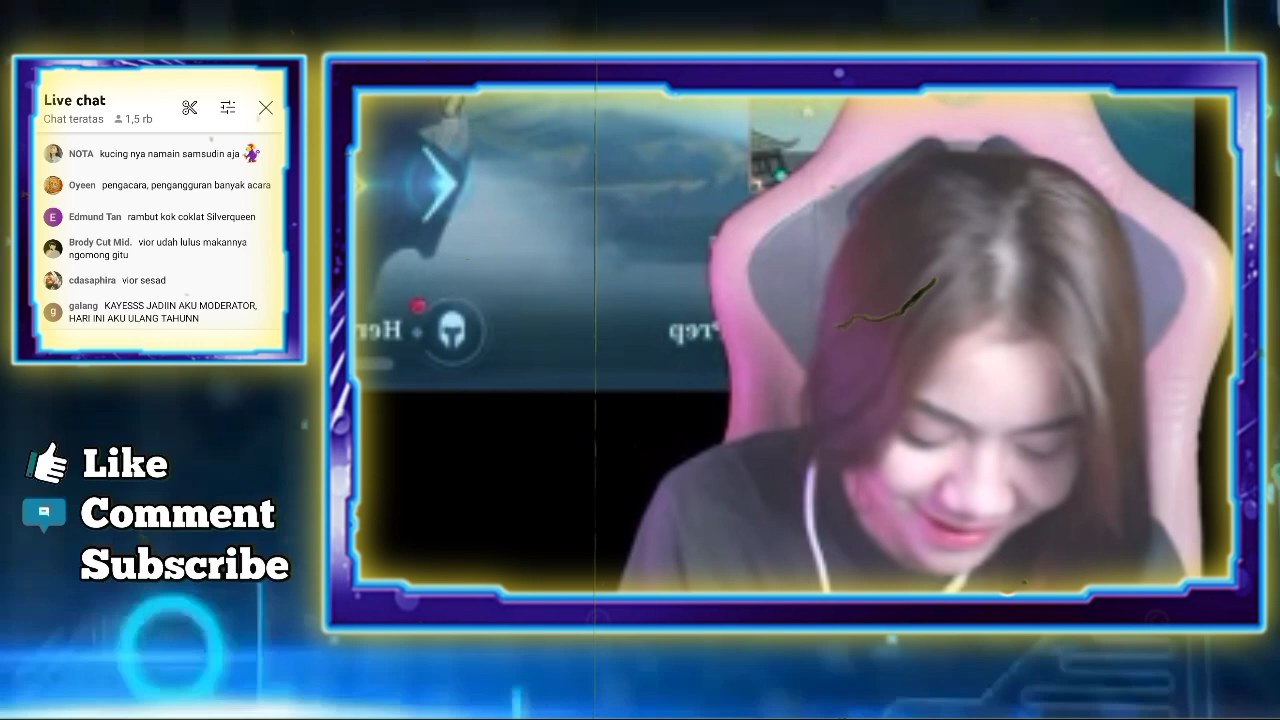 Live chat
Chat teratas 1,5 rb
NOTA kucing nya namain samsudin aja
Oyeen pengacara, pengangguran banyak acara
E Edmund Tan rambut kok coklat Silverqueen
Brody Cut Mid. vior udah lulus makannya
ngomong gitu
cdasaphira vior sesad
g galang KAYESSS JADIIN AKU MODERATOR,
HARI INI AKU ULANG TAHUNN
Like
Comment
Subscribe
Her
Prep